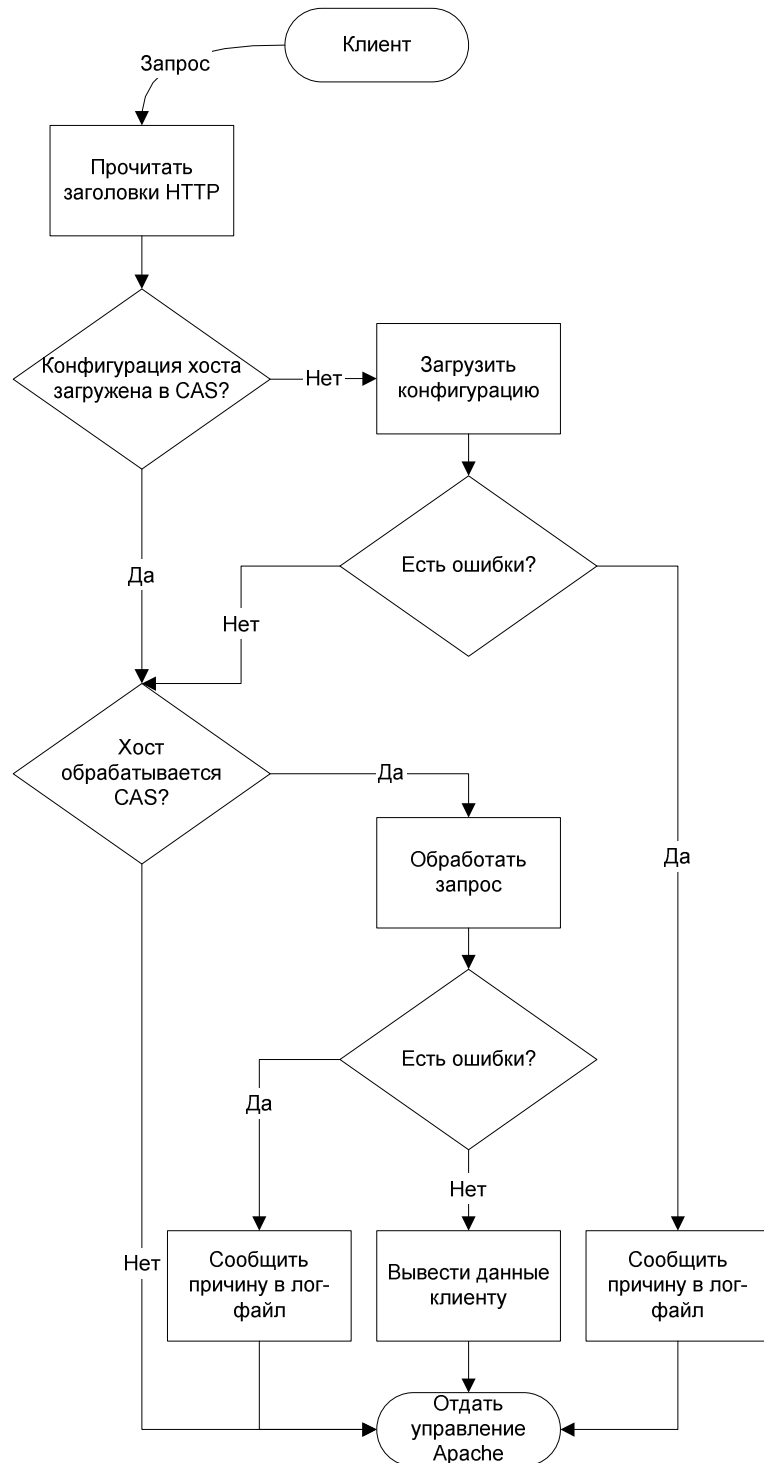 Клиент
Запрос
Прочитать
заголовки HTTP
Конфигурация хоста
загружена в CAS?
Нет
Загрузить
конфигурацию
Есть ошибки?
Да
Нет
Хост
обрабатывается
CAS?
Да
Обработать
запрос
Да
Есть ошибки?
Да
Нет
Нет
Сообщить
причину в лог-
файл
Вывести данные
клиенту
Сообщить
причину в лог-
файл
Отдать
управление
Apache